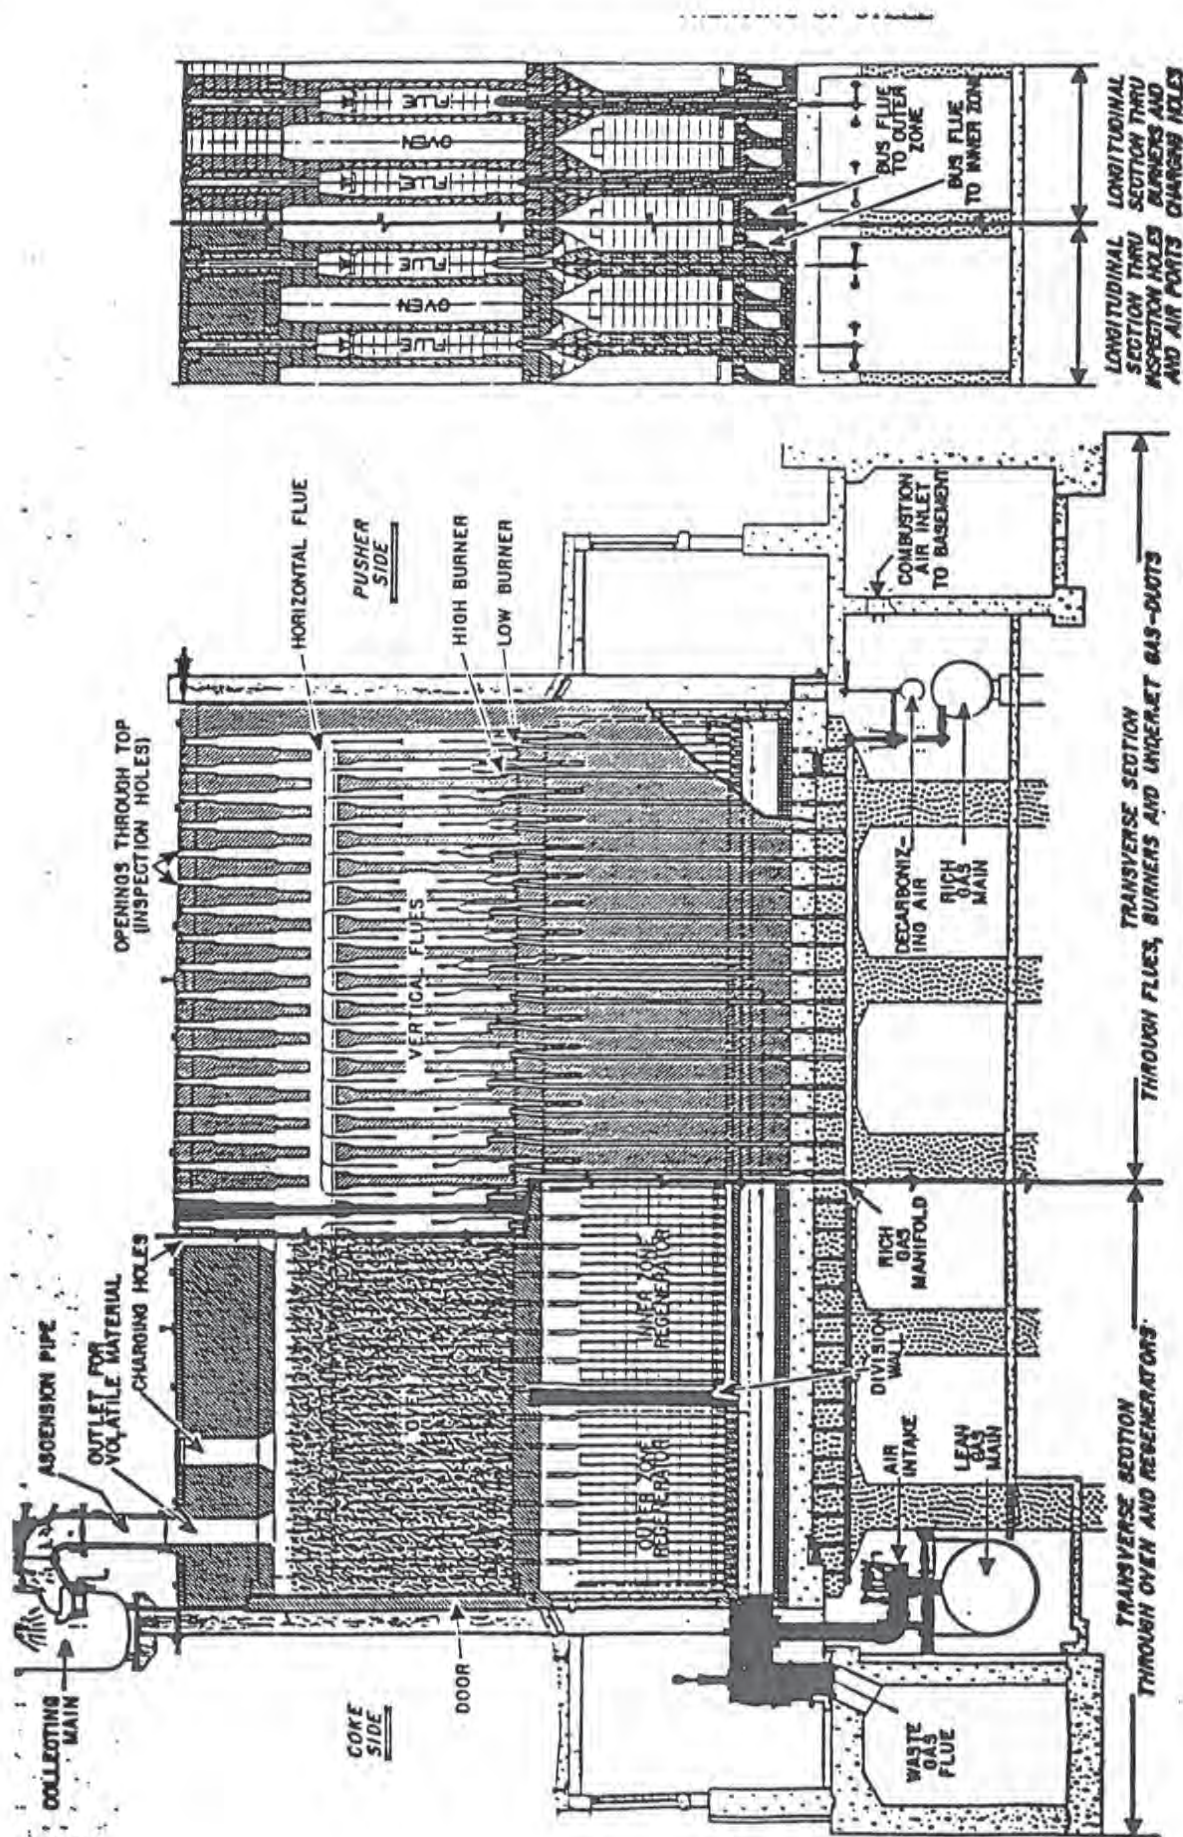 COLLECTING
MAIN
ASCENSION PIPE
OUTLET FOR
VOLATILE MATERIAL
CHARGING HOLES
OPENINGS THROUGH TOP
(INSPECTION HOLES)
HORIZONTAL FLUE
PUSHER
SIDE
HIGH BURNER
LOW BURNER
VERTICAL FLUES
COKE
SIDE
DOOR
OVEN
OUTER ZONE
REGENERATOR
INNER ZONE
REGENERATOR
DIVISION
WALL
WASTE
GAS
FLUE
AIR
INTAKE
LEAN
GAS
MAIN
RICH
GAS
MANIFOLD
DECARBONIZ-
ING AIR
RICH
GAS
MAIN
COMBUSTION
AIR INLET
TO BASEMENT
TRANSVERSE SECTION
THROUGH OVEN AND REGENERATORS
TRANSVERSE SECTION
THROUGH FLUES, BURNERS AND UNDERJET GAS-DUCTS
FLUE
OVEN
FLUE
FLUE
OVEN
FLUE
BUS FLUE
TO OUTER
ZONE
BUS FLUE
TO INNER ZONE
LONGITUDINAL
SECTION THRU
INSPECTION HOLES
AND AIR PORTS
LONGITUDINAL
SECTION THRU
BURNERS AND
CHARGING HOLES